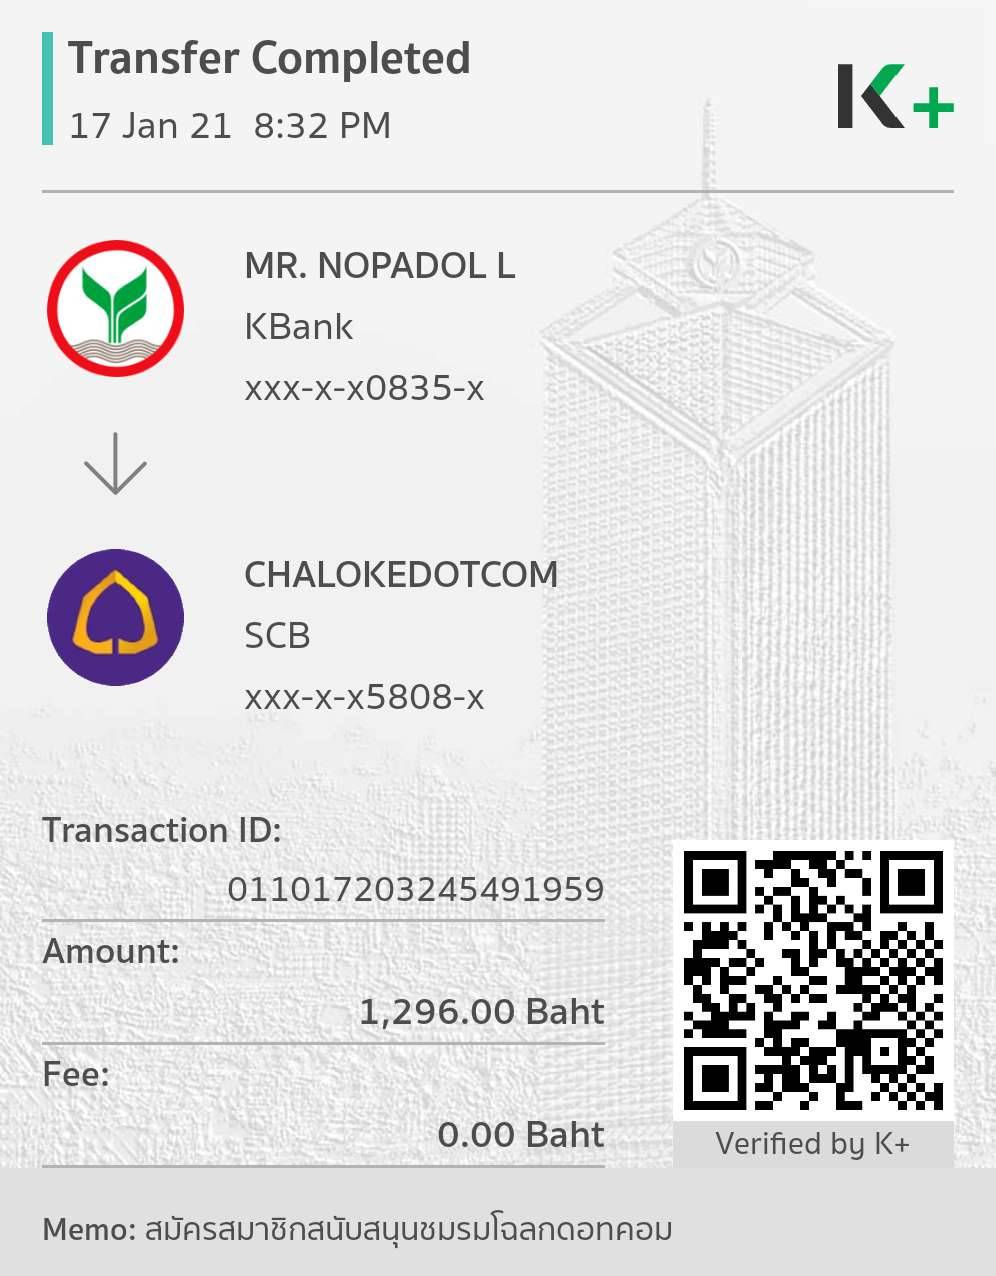 Transfer Completed
17 Jan 21 8:32 PM
K+
MR. NOPADOL L
KBank
xxx-x-x0835-x
CHALOKEDOTCOM
SCB
xxx-x-x5808-x
Transaction ID:
011017203245491959
Amount:
1,296.00 Baht
Fee:
0.00 Baht
Verified by K+
Memo: สมัครสมาชิกสนับสนุนชมรมโฉลกดอทคอม